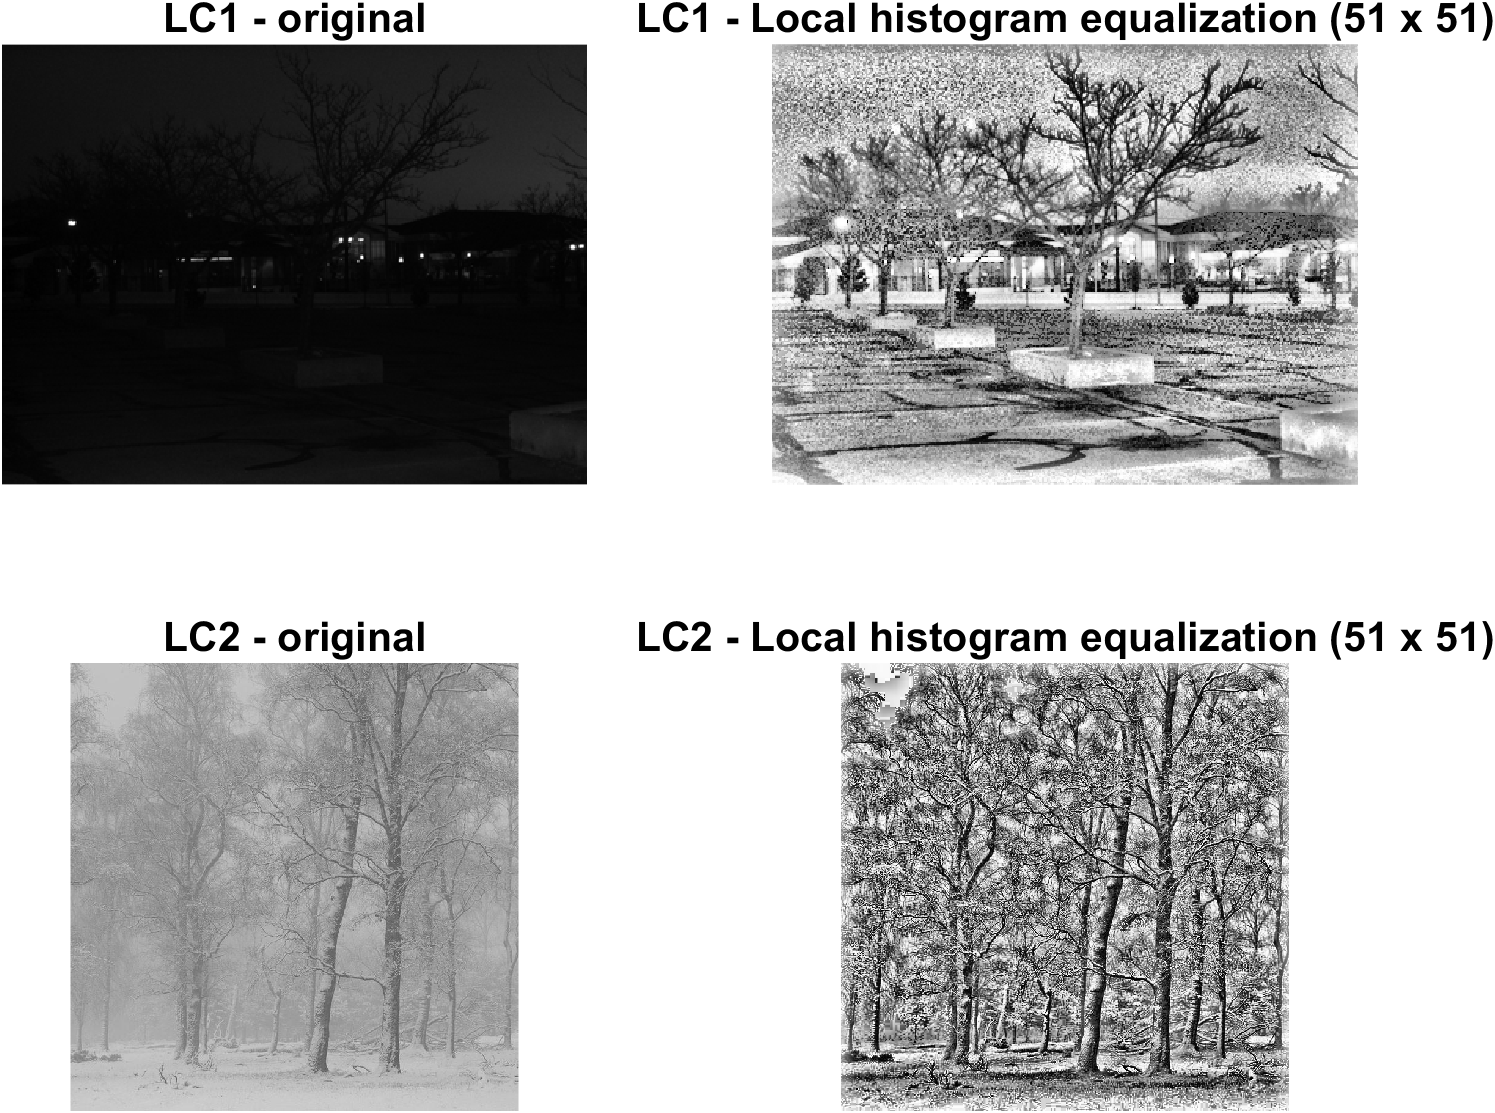 LC1 - original
LC1 - Local histogram equalization (51 x 51)
LC2 - original
LC2 - Local histogram equalization (51 x 51)